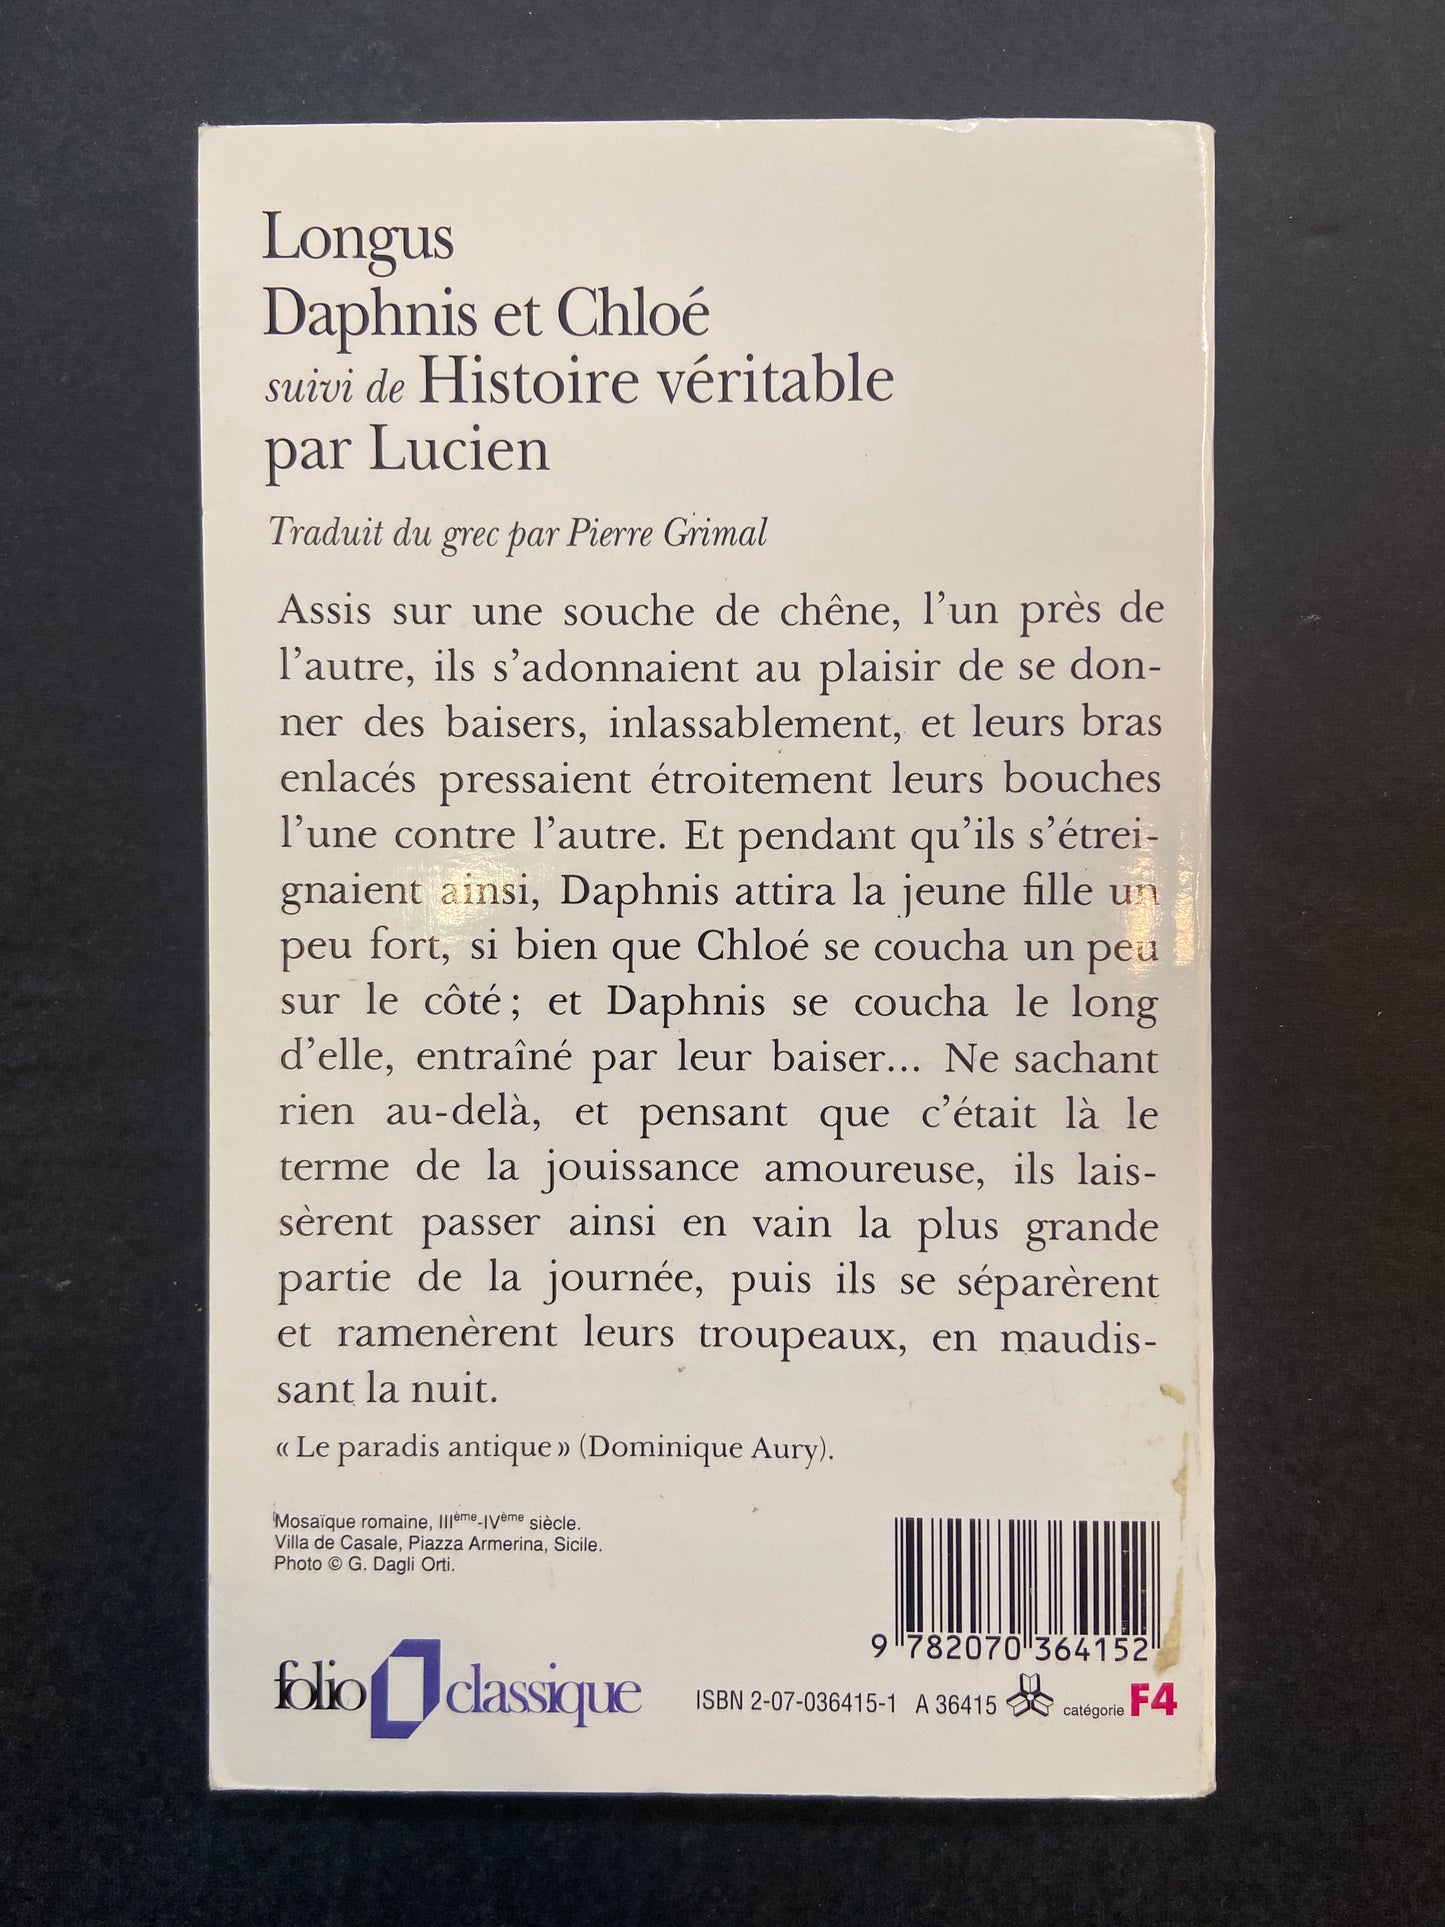 Longus
Daphnis et Chloé
suivi de Histoire véritable
par Lucien
Traduit du grec par Pierre Grimal
Assis sur une souche de chêne, l'un près de
l'autre, ils s'adonnaient au plaisir de se don-
ner des baisers, inlassablement, et leurs bras
enlacés pressaient étroitement leurs bouches
l'une contre l'autre. Et pendant qu'ils s'étrei-
gnaient ainsi, Daphnis attira la jeune fille un
peu fort, si bien que Chloé se coucha un peu
sur le côté ; et Daphnis se coucha le long
d'elle, entraîné par leur baiser... Ne sachant
rien au-delà, et pensant que c'était là le
terme de la jouissance amoureuse, ils lais-
sèrent passer ainsi en vain la plus grande
partie de la journée, puis ils se séparèrent
et ramenèrent leurs troupeaux, en maudis-
sant la nuit.
« Le paradis antique » (Dominique Aury).
Mosaïque romaine, IIIème-IVème siècle.
Villa de Casale, Piazza Armerina, Sicile.
Photo © G. Dagli Orti.
9 782070 364152
folio classique
ISBN 2-07-036415-1 A 36415 catégorie F4